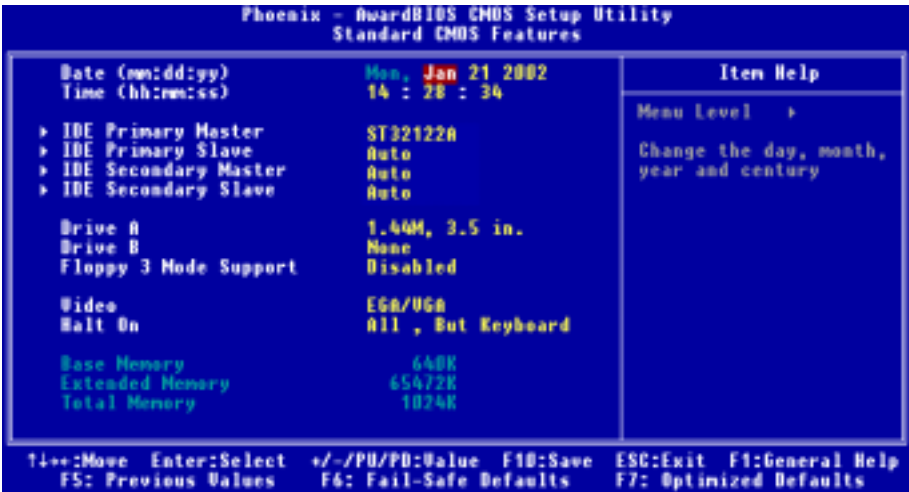 Phoenix - AwardBIOS CMOS Setup Utility
Standard CMOS Features
Date (mm:dd:yy) Mon, Jan 21 2002
Time (hh:mm:ss) 14 : 28 : 34
Item Help
Menu Level ▸
Change the day, month,
year and century
▸ IDE Primary Master ST32122A
▸ IDE Primary Slave Auto
▸ IDE Secondary Master Auto
▸ IDE Secondary Slave Auto
Drive A 1.44M, 3.5 in.
Drive B None
Floppy 3 Mode Support Disabled
Video EGA/VGA
Halt On All , But Keyboard
Base Memory 640K
Extended Memory 65472K
Total Memory 1024K
↑↓→←:Move Enter:Select +/-/PU/PD:Value F10:Save ESC:Exit F1:General Help
F5: Previous Values F6: Fail-Safe Defaults F7: Optimized Defaults